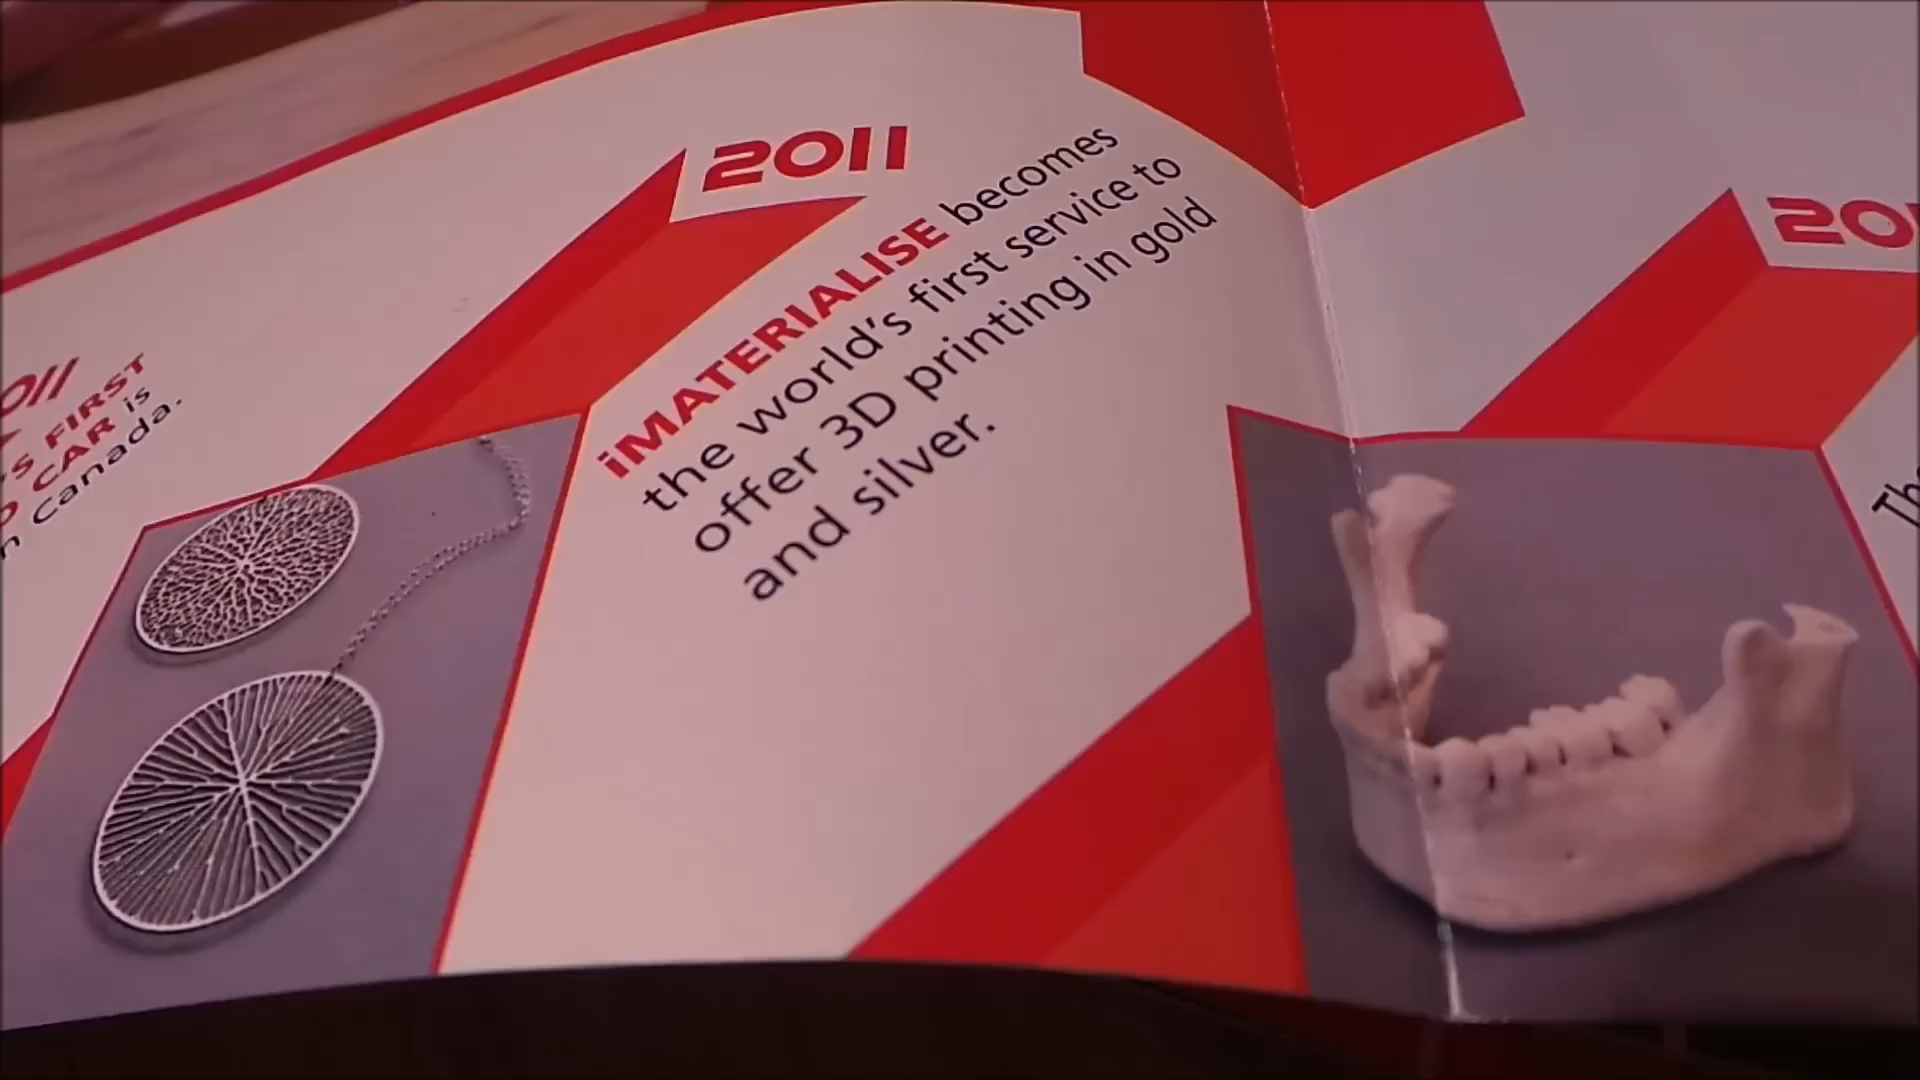 2011
FIRST
CAR is
Canada.
2011
iMATERIALISE becomes
the world's first service to
offer 3D printing in gold
and silver.